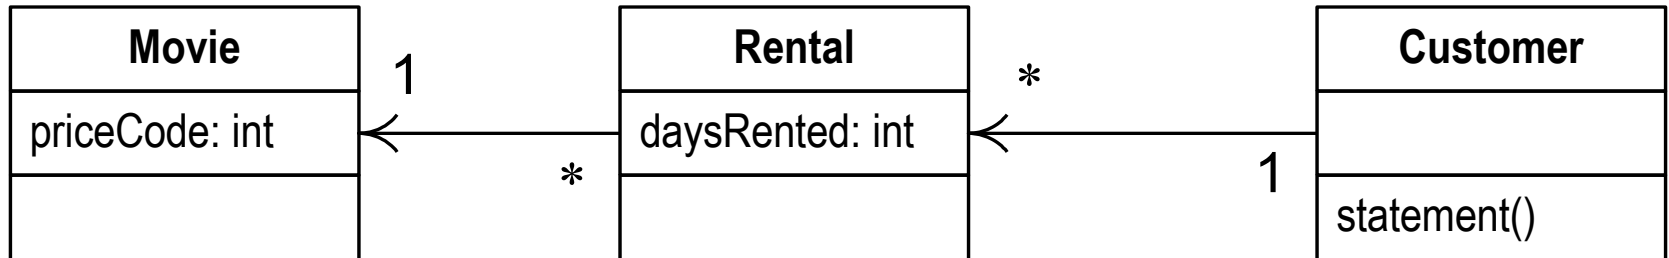 Movie
priceCode: int
1
*
Rental
daysRented: int
*
1
Customer
statement()